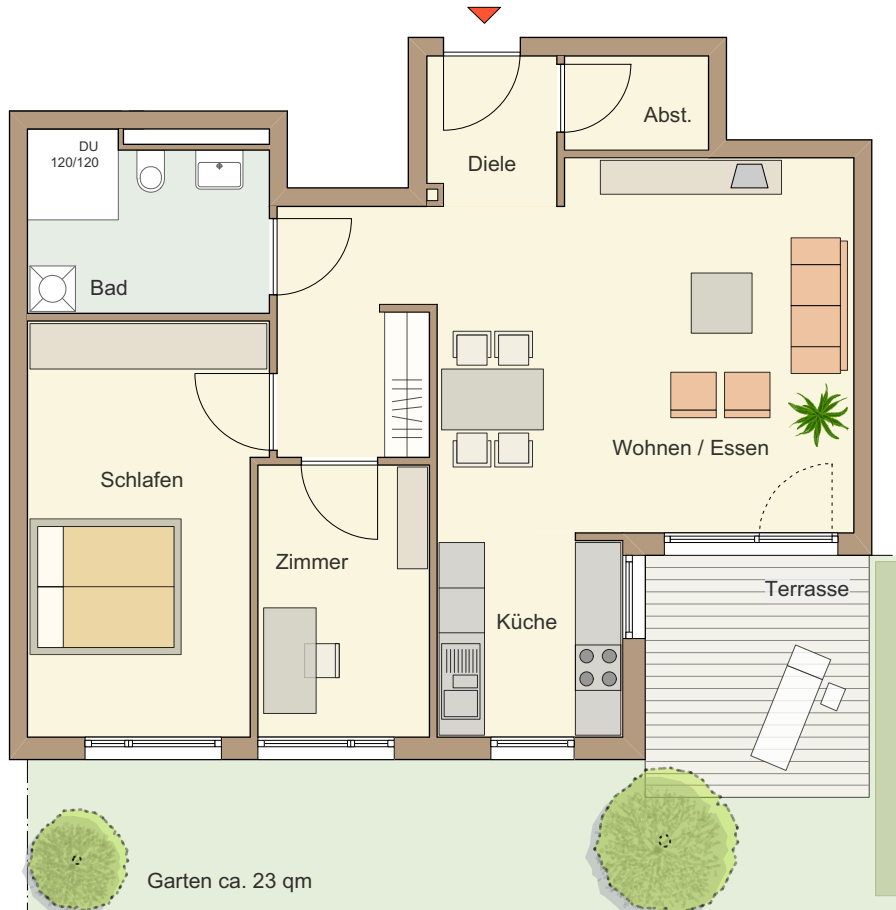 Abst.
DU
120/120
Diele
Bad
Wohnen / Essen
Schlafen
Zimmer
Terrasse
Küche
Garten ca. 23 qm